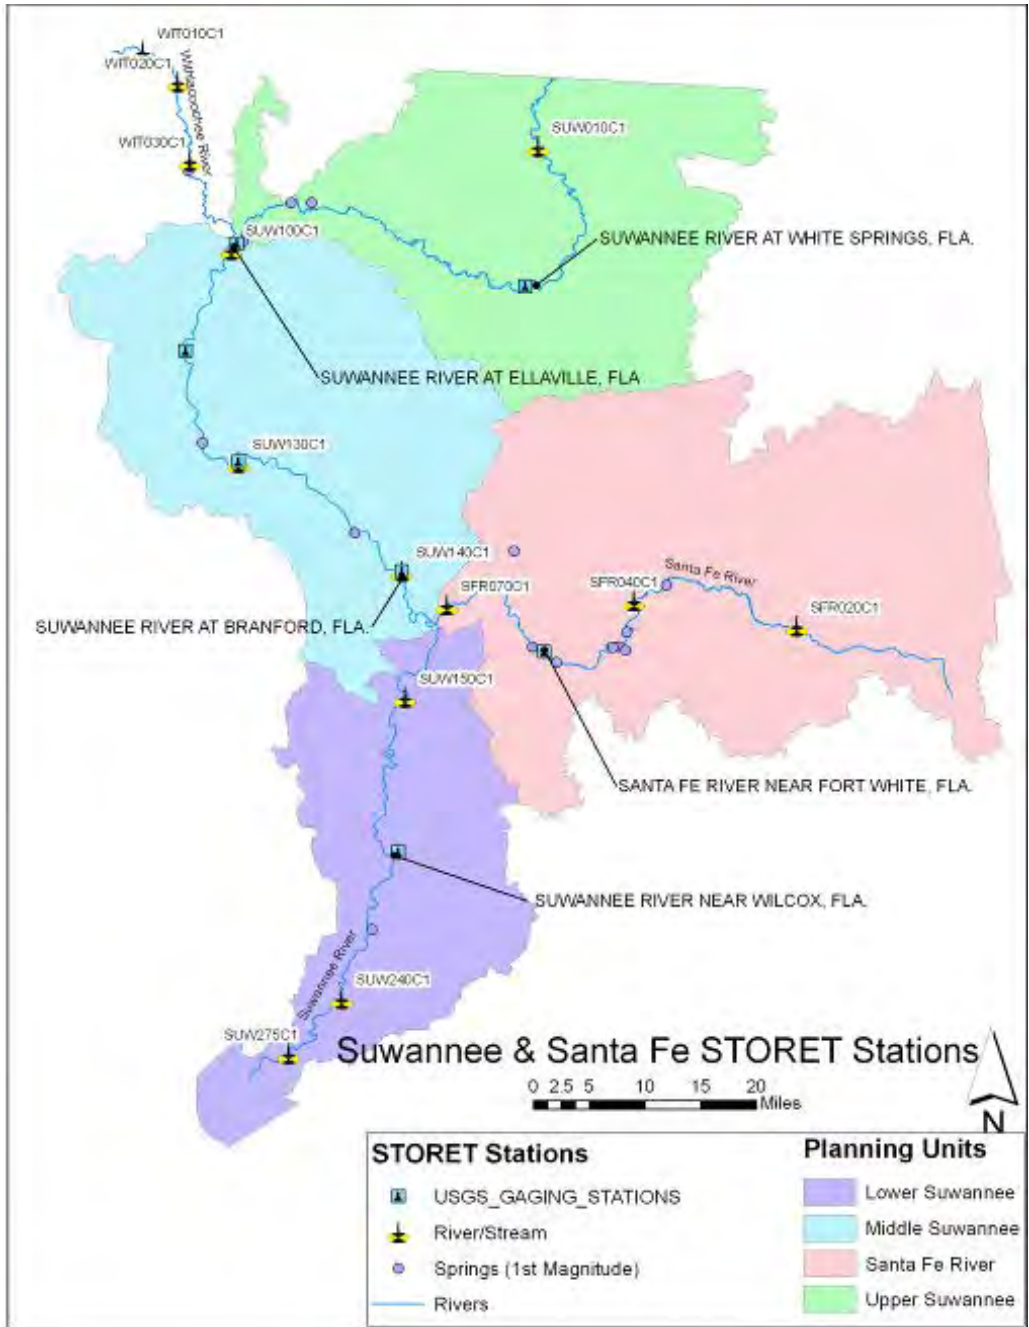 WIT010C1
WIT020C1
Withlacoochee River
WIT030C1
SUW010C1
SUW100C1
SUWANNEE RIVER AT WHITE SPRINGS, FLA.
SUWANNEE RIVER AT ELLAVILLE, FLA
SUW130C1
SUW140C1
SFR070C1
SFR040C1
Santa Fe River
SFR020C1
SUWANNEE RIVER AT BRANFORD, FLA.
SUW150C1
SANTA FE RIVER NEAR FORT WHITE, FLA.
SUWANNEE RIVER NEAR WILCOX, FLA.
Suwannee River
SUW240C1
SUW275C1
Suwannee & Santa Fe STORET Stations
0 2.5 5 10 15 20
Miles
N
STORET Stations
USGS_GAGING_STATIONS
River/Stream
Springs (1st Magnitude)
Rivers
Planning Units
Lower Suwannee
Middle Suwannee
Santa Fe River
Upper Suwannee